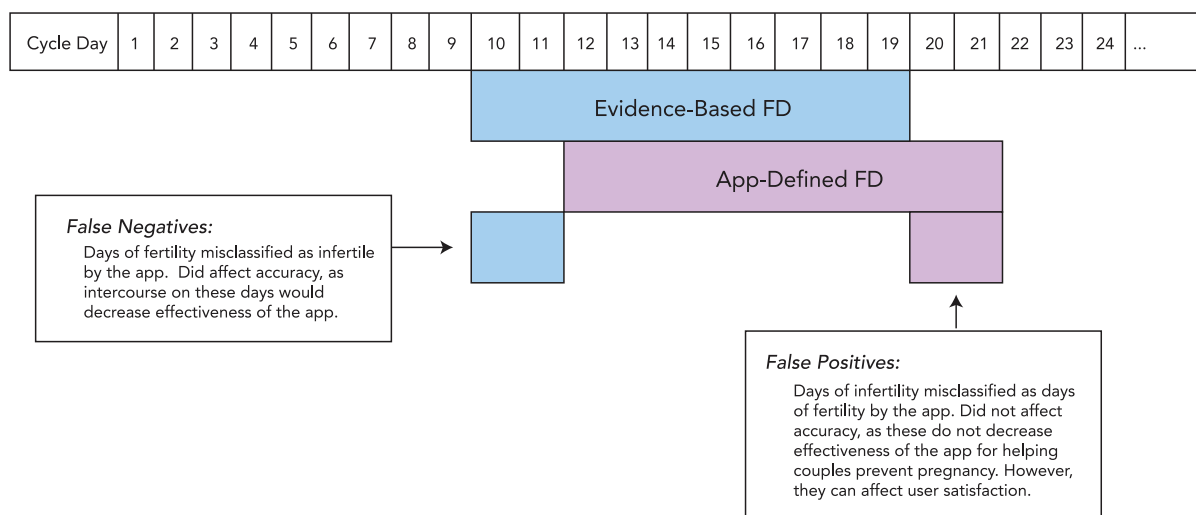 Cycle Day 1 2 3 4 5 6 7 8 9 10 11 12 13 14 15 16 17 18 19 20 21 22 23 24 ...
Evidence-Based FD
App-Defined FD
False Negatives:
Days of fertility misclassified as infertile
by the app. Did affect accuracy, as
intercourse on these days would
decrease effectiveness of the app.
False Positives:
Days of infertility misclassified as days
of fertility by the app. Did not affect
accuracy, as these do not decrease
effectiveness of the app for helping
couples prevent pregnancy. However,
they can affect user satisfaction.